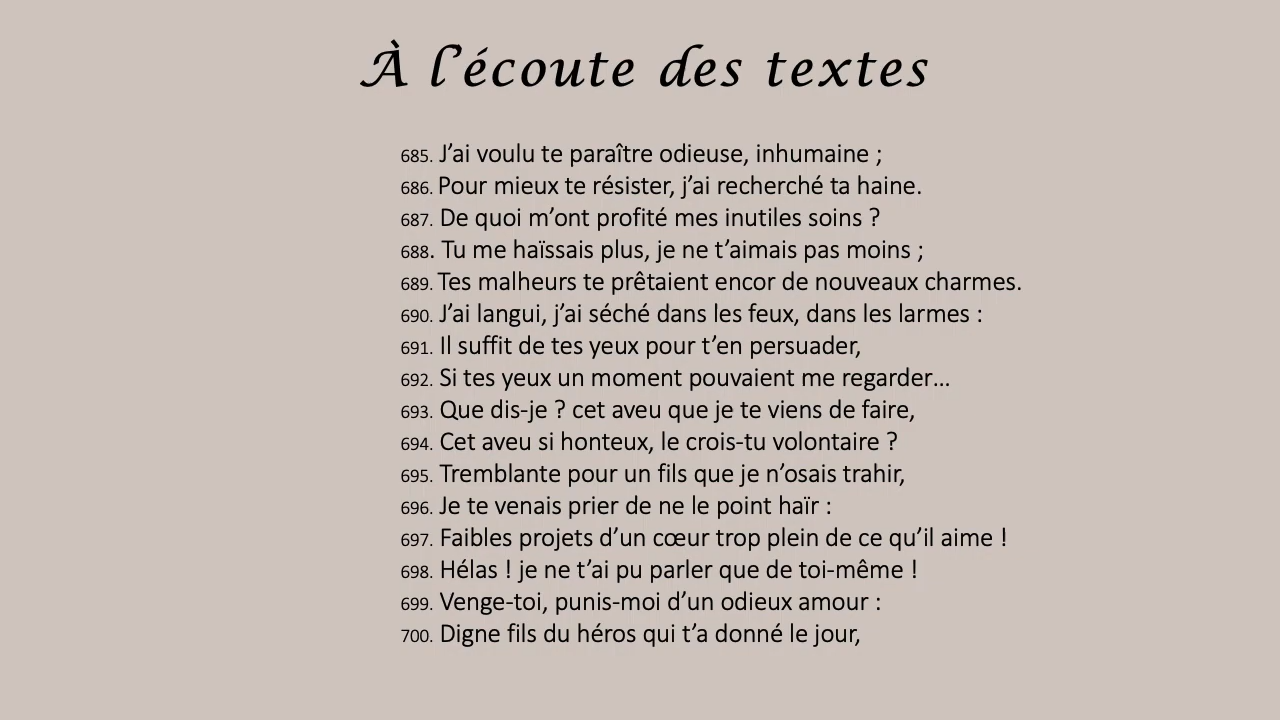 À l’écoute des textes
685. J’ai voulu te paraître odieuse, inhumaine ;
686. Pour mieux te résister, j’ai recherché ta haine.
687. De quoi m’ont profité mes inutiles soins ?
688. Tu me haïssais plus, je ne t’aimais pas moins ;
689. Tes malheurs te prêtaient encor de nouveaux charmes.
690. J’ai langui, j’ai séché dans les feux, dans les larmes :
691. Il suffit de tes yeux pour t’en persuader,
692. Si tes yeux un moment pouvaient me regarder…
693. Que dis-je ? cet aveu que je te viens de faire,
694. Cet aveu si honteux, le crois-tu volontaire ?
695. Tremblante pour un fils que je n’osais trahir,
696. Je te venais prier de ne le point haïr :
697. Faibles projets d’un cœur trop plein de ce qu’il aime !
698. Hélas ! je ne t’ai pu parler que de toi-même !
699. Venge-toi, punis-moi d’un odieux amour :
700. Digne fils du héros qui t’a donné le jour,